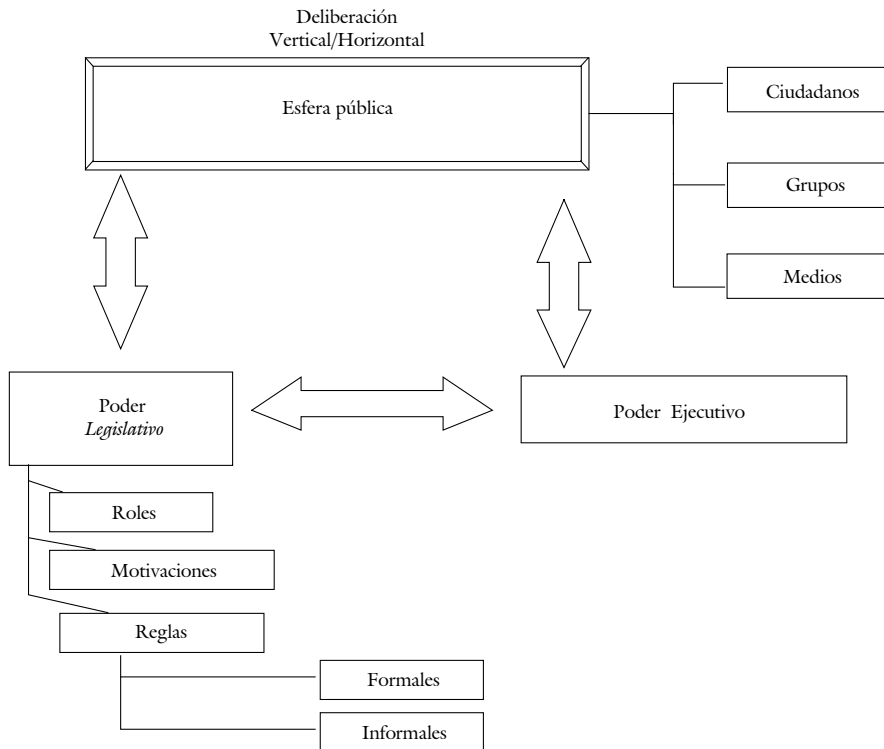 Deliberación
Vertical/Horizontal
Esfera pública
Ciudadanos
Grupos
Medios
Poder
Legislativo
Poder Ejecutivo
Roles
Motivaciones
Reglas
Formales
Informales